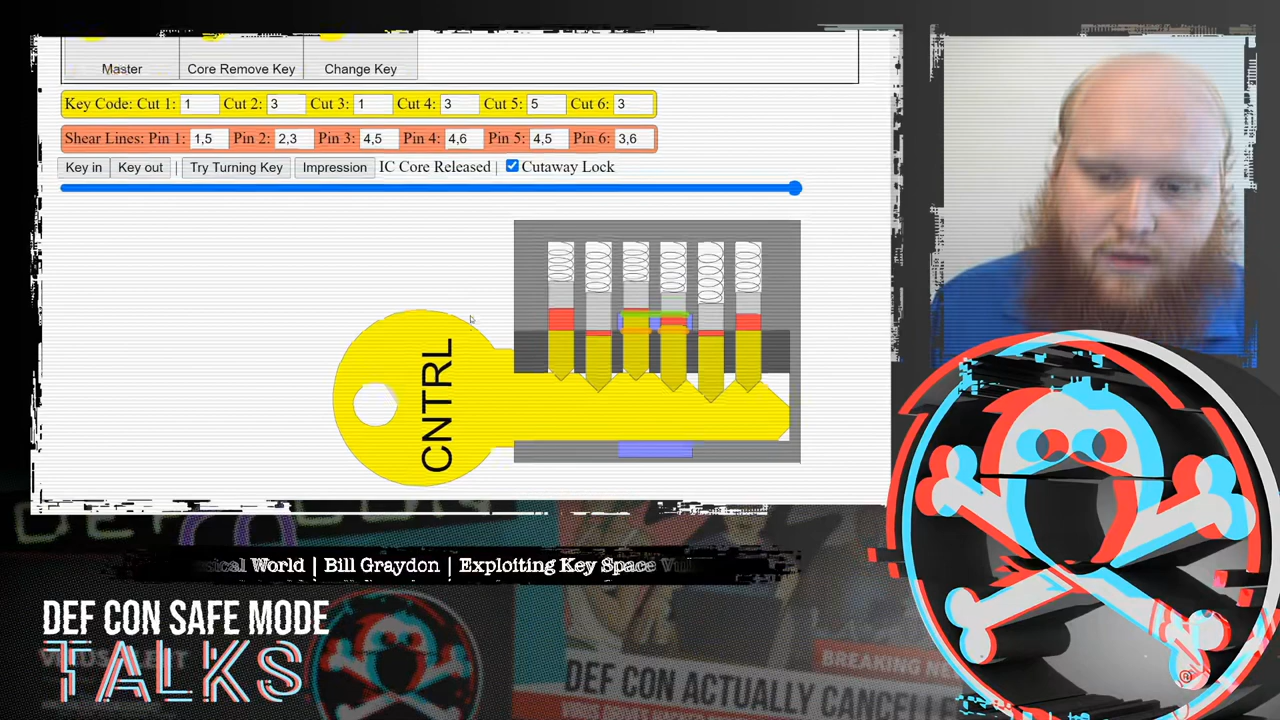 Master Core Remove Key Change Key
Key Code: Cut 1: 1 Cut 2: 3 Cut 3: 1 Cut 4: 3 Cut 5: 5 Cut 6: 3
Shear Lines: Pin 1: 1,5 Pin 2: 2,3 Pin 3: 4,5 Pin 4: 4,6 Pin 5: 4,5 Pin 6: 3,6
Key in Key out | Try Turning Key Impression IC Core Released | Cutaway Lock
CNTRL
DEF CON
sical World | Bill Graydon | Exploiting Key Space Vul
DEF CON SAFE MODE
TALKS
BREAKING NE
DEF CON ACTUALLY CANCELLE
®